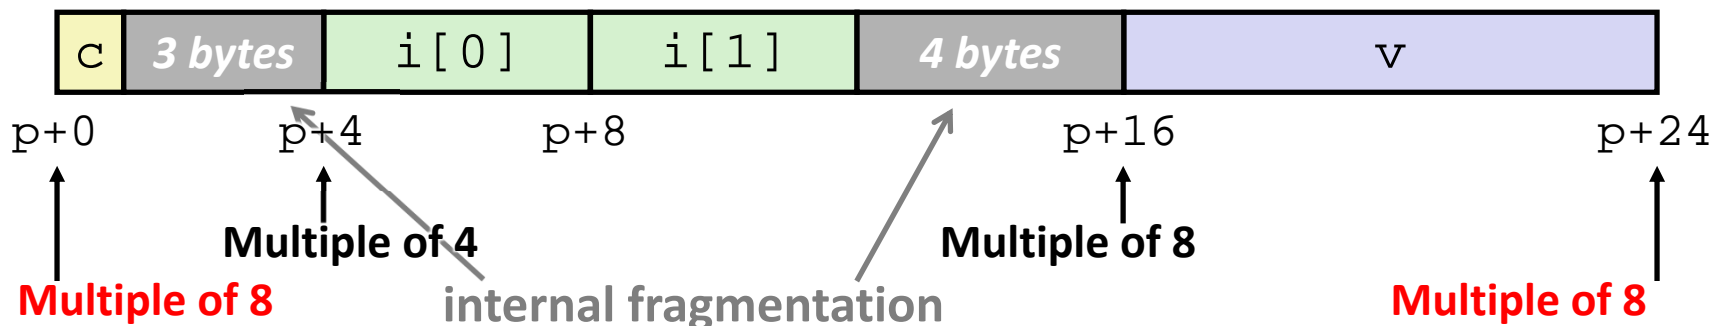 c 3 bytes i[0] i[1] 4 bytes v
p+0 p+4 p+8 p+16 p+24
Multiple of 4 Multiple of 8
Multiple of 8 internal fragmentation Multiple of 8